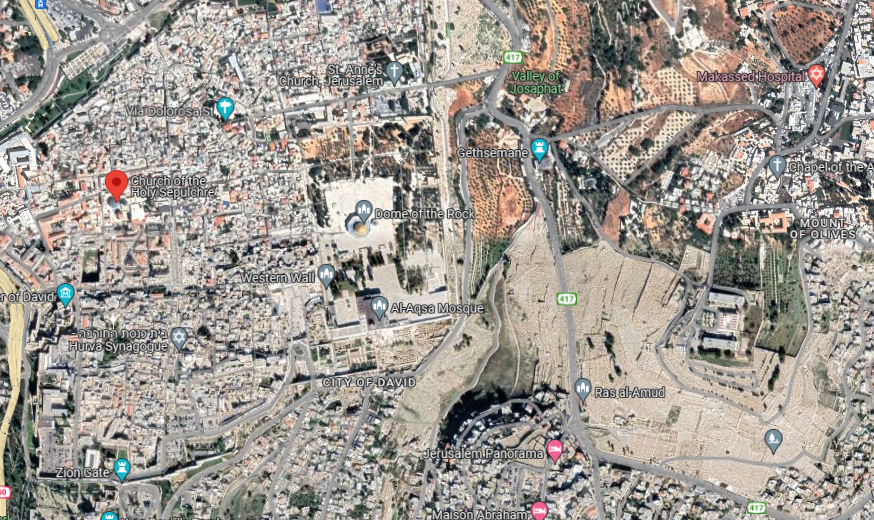 417
St. Anne's
Church, Jerusalem
Valley of
Josaphat
Makassed Hospital
Via Dolorosa St
Gethsemane
Chapel of the A
Church of the
Holy Sepulchre
Dome of the Rock
MOUNT
OF OLIVES
Western Wall
r of David
417
Al-Aqsa Mosque
בית כנסת החורבה
Hurva Synagogue
CITY OF DAVID
Ras al-Amud
Jerusalem Panorama
Zion Gate
60
417
Maison Abraham